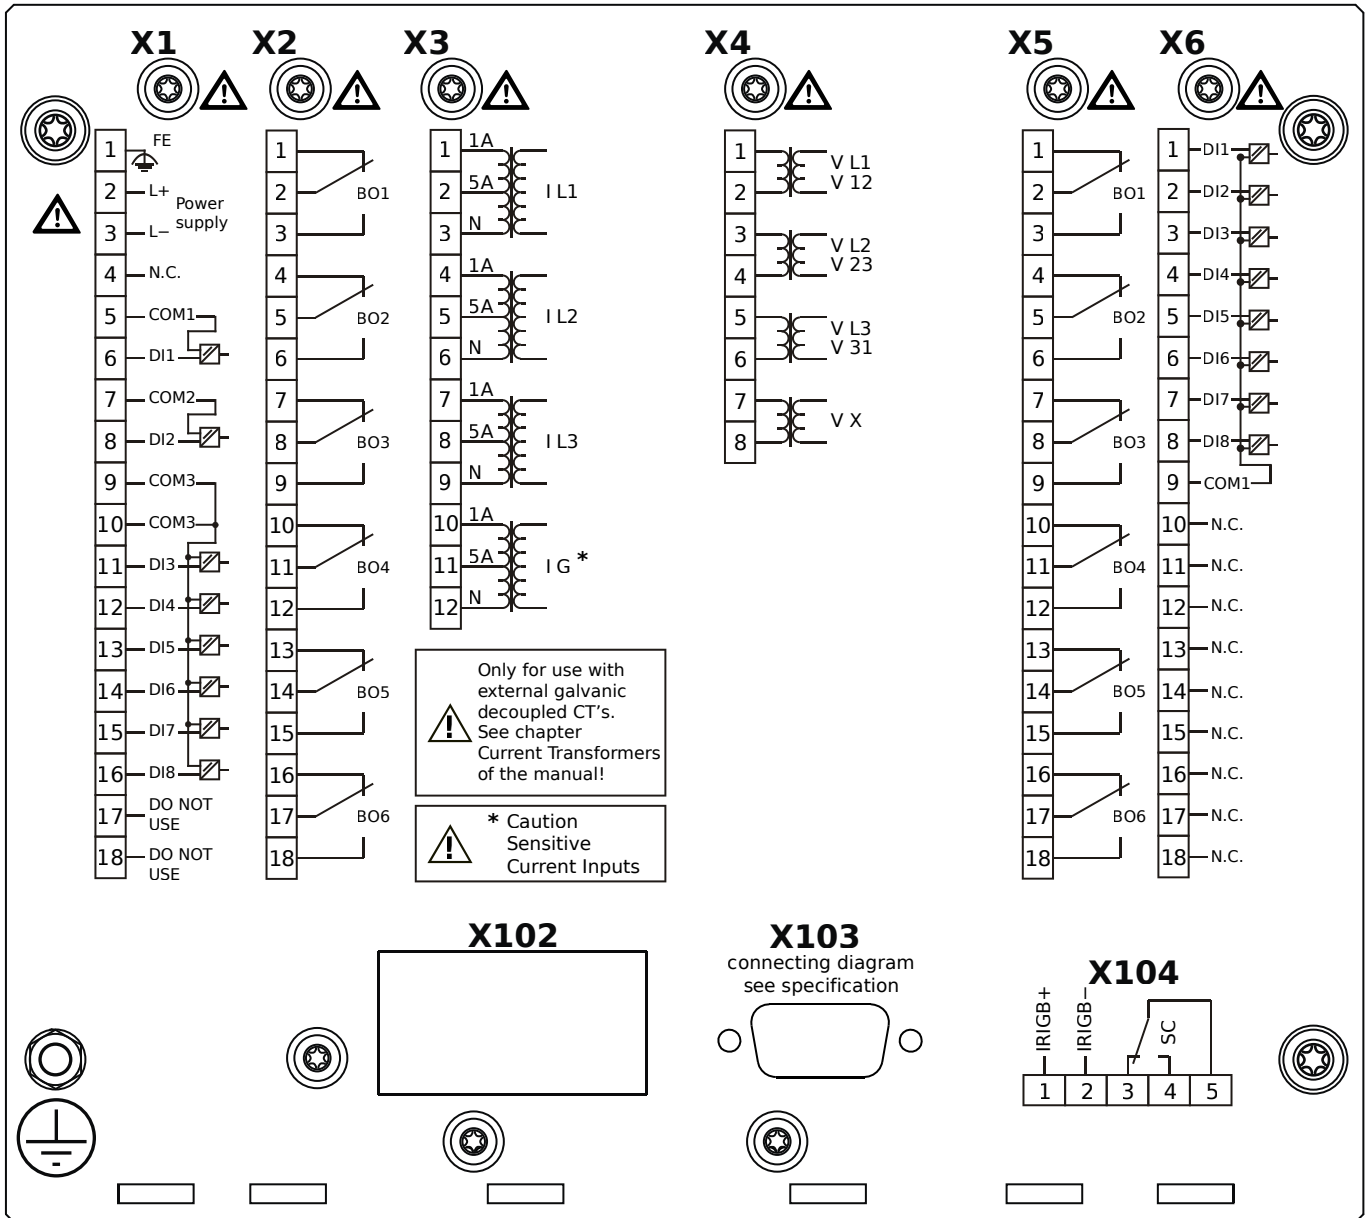 X1
X2
X3
X4
X5
X6
1 FE
2 L+
Power
supply
3 L−
4 N.C.
5 COM1
6 DI1
7 COM2
8 DI2
9 COM3
10 COM3
11 DI3
12 DI4
13 DI5
14 DI6
15 DI7
16 DI8
17 DO NOT
USE
18 DO NOT
USE
1
2 BO1
3
4
5 BO2
6
7
8 BO3
9
10
11 BO4
12
13
14 BO5
15
16
17 BO6
18
1 1A
2 5A I L1
3 N
4 1A
5 5A I L2
6 N
7 1A
8 5A I L3
9 N
10 1A
11 5A I G *
12 N
Only for use with
external galvanic
decoupled CT's.
See chapter
Current Transformers
of the manual!
* Caution
Sensitive
Current Inputs
1 V L1
2 V 12
3 V L2
4 V 23
5 V L3
6 V 31
7 V X
8
1
2 BO1
3
4
5 BO2
6
7
8 BO3
9
10
11 BO4
12
13
14 BO5
15
16
17 BO6
18
1 DI1
2 DI2
3 DI3
4 DI4
5 DI5
6 DI6
7 DI7
8 DI8
9 COM1
10 N.C.
11 N.C.
12 N.C.
13 N.C.
14 N.C.
15 N.C.
16 N.C.
17 N.C.
18 N.C.
X102
X103
connecting diagram
see specification
X104
IRIGB+
IRIGB−
SC
1 2 3 4 5